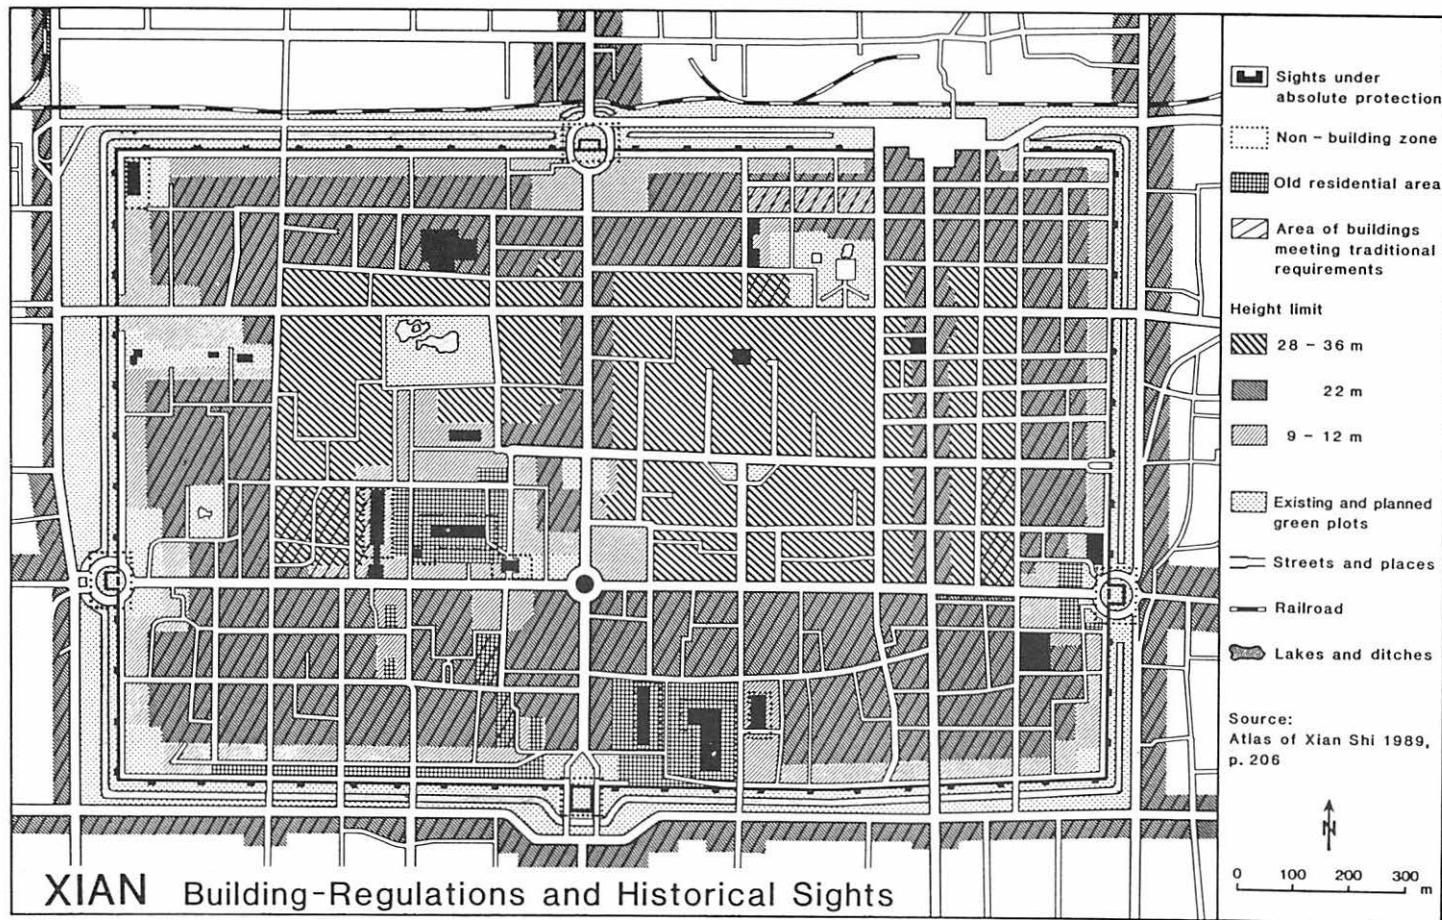 Sights under
absolute protection
Non – building zone
Old residential area
Area of buildings
meeting traditional
requirements
Height limit
28 – 36 m
22 m
9 – 12 m
Existing and planned
green plots
Streets and places
Railroad
Lakes and ditches
Source:
Atlas of Xian Shi 1989,
p. 206
N
0 100 200 300
m
XIAN Building-Regulations and Historical Sights